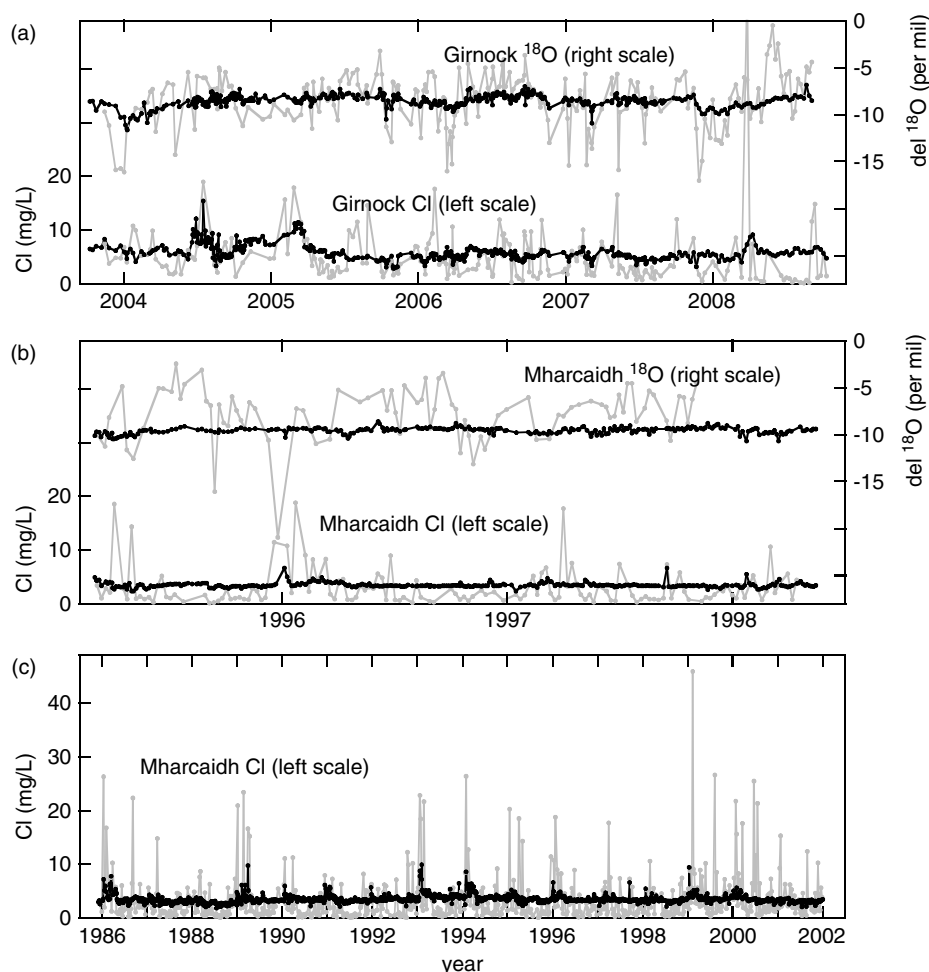 (a)
Girnock ¹⁸O (right scale)
0
-5
-10
-15
del ¹⁸O (per mil)
Girnock Cl (left scale)
20
10
0
Cl (mg/L)
2004 2005 2006 2007 2008
(b)
Mharcaidh ¹⁸O (right scale)
0
-5
-10
-15
del ¹⁸O (per mil)
Mharcaidh Cl (left scale)
20
10
0
Cl (mg/L)
1996 1997 1998
(c)
Mharcaidh Cl (left scale)
40
30
20
10
0
Cl (mg/L)
1986 1988 1990 1992 1994 1996 1998 2000 2002
year